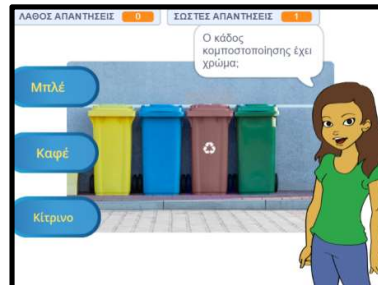 ΛΑΘΟΣ ΑΠΑΝΤΗΣΕΙΣ 0 ΣΩΣΤΕΣ ΑΠΑΝΤΗΣΕΙΣ 1
Ο κάδος
κομποστοποίησης έχει
χρώμα;
Μπλέ
Καφέ
Κίτρινο